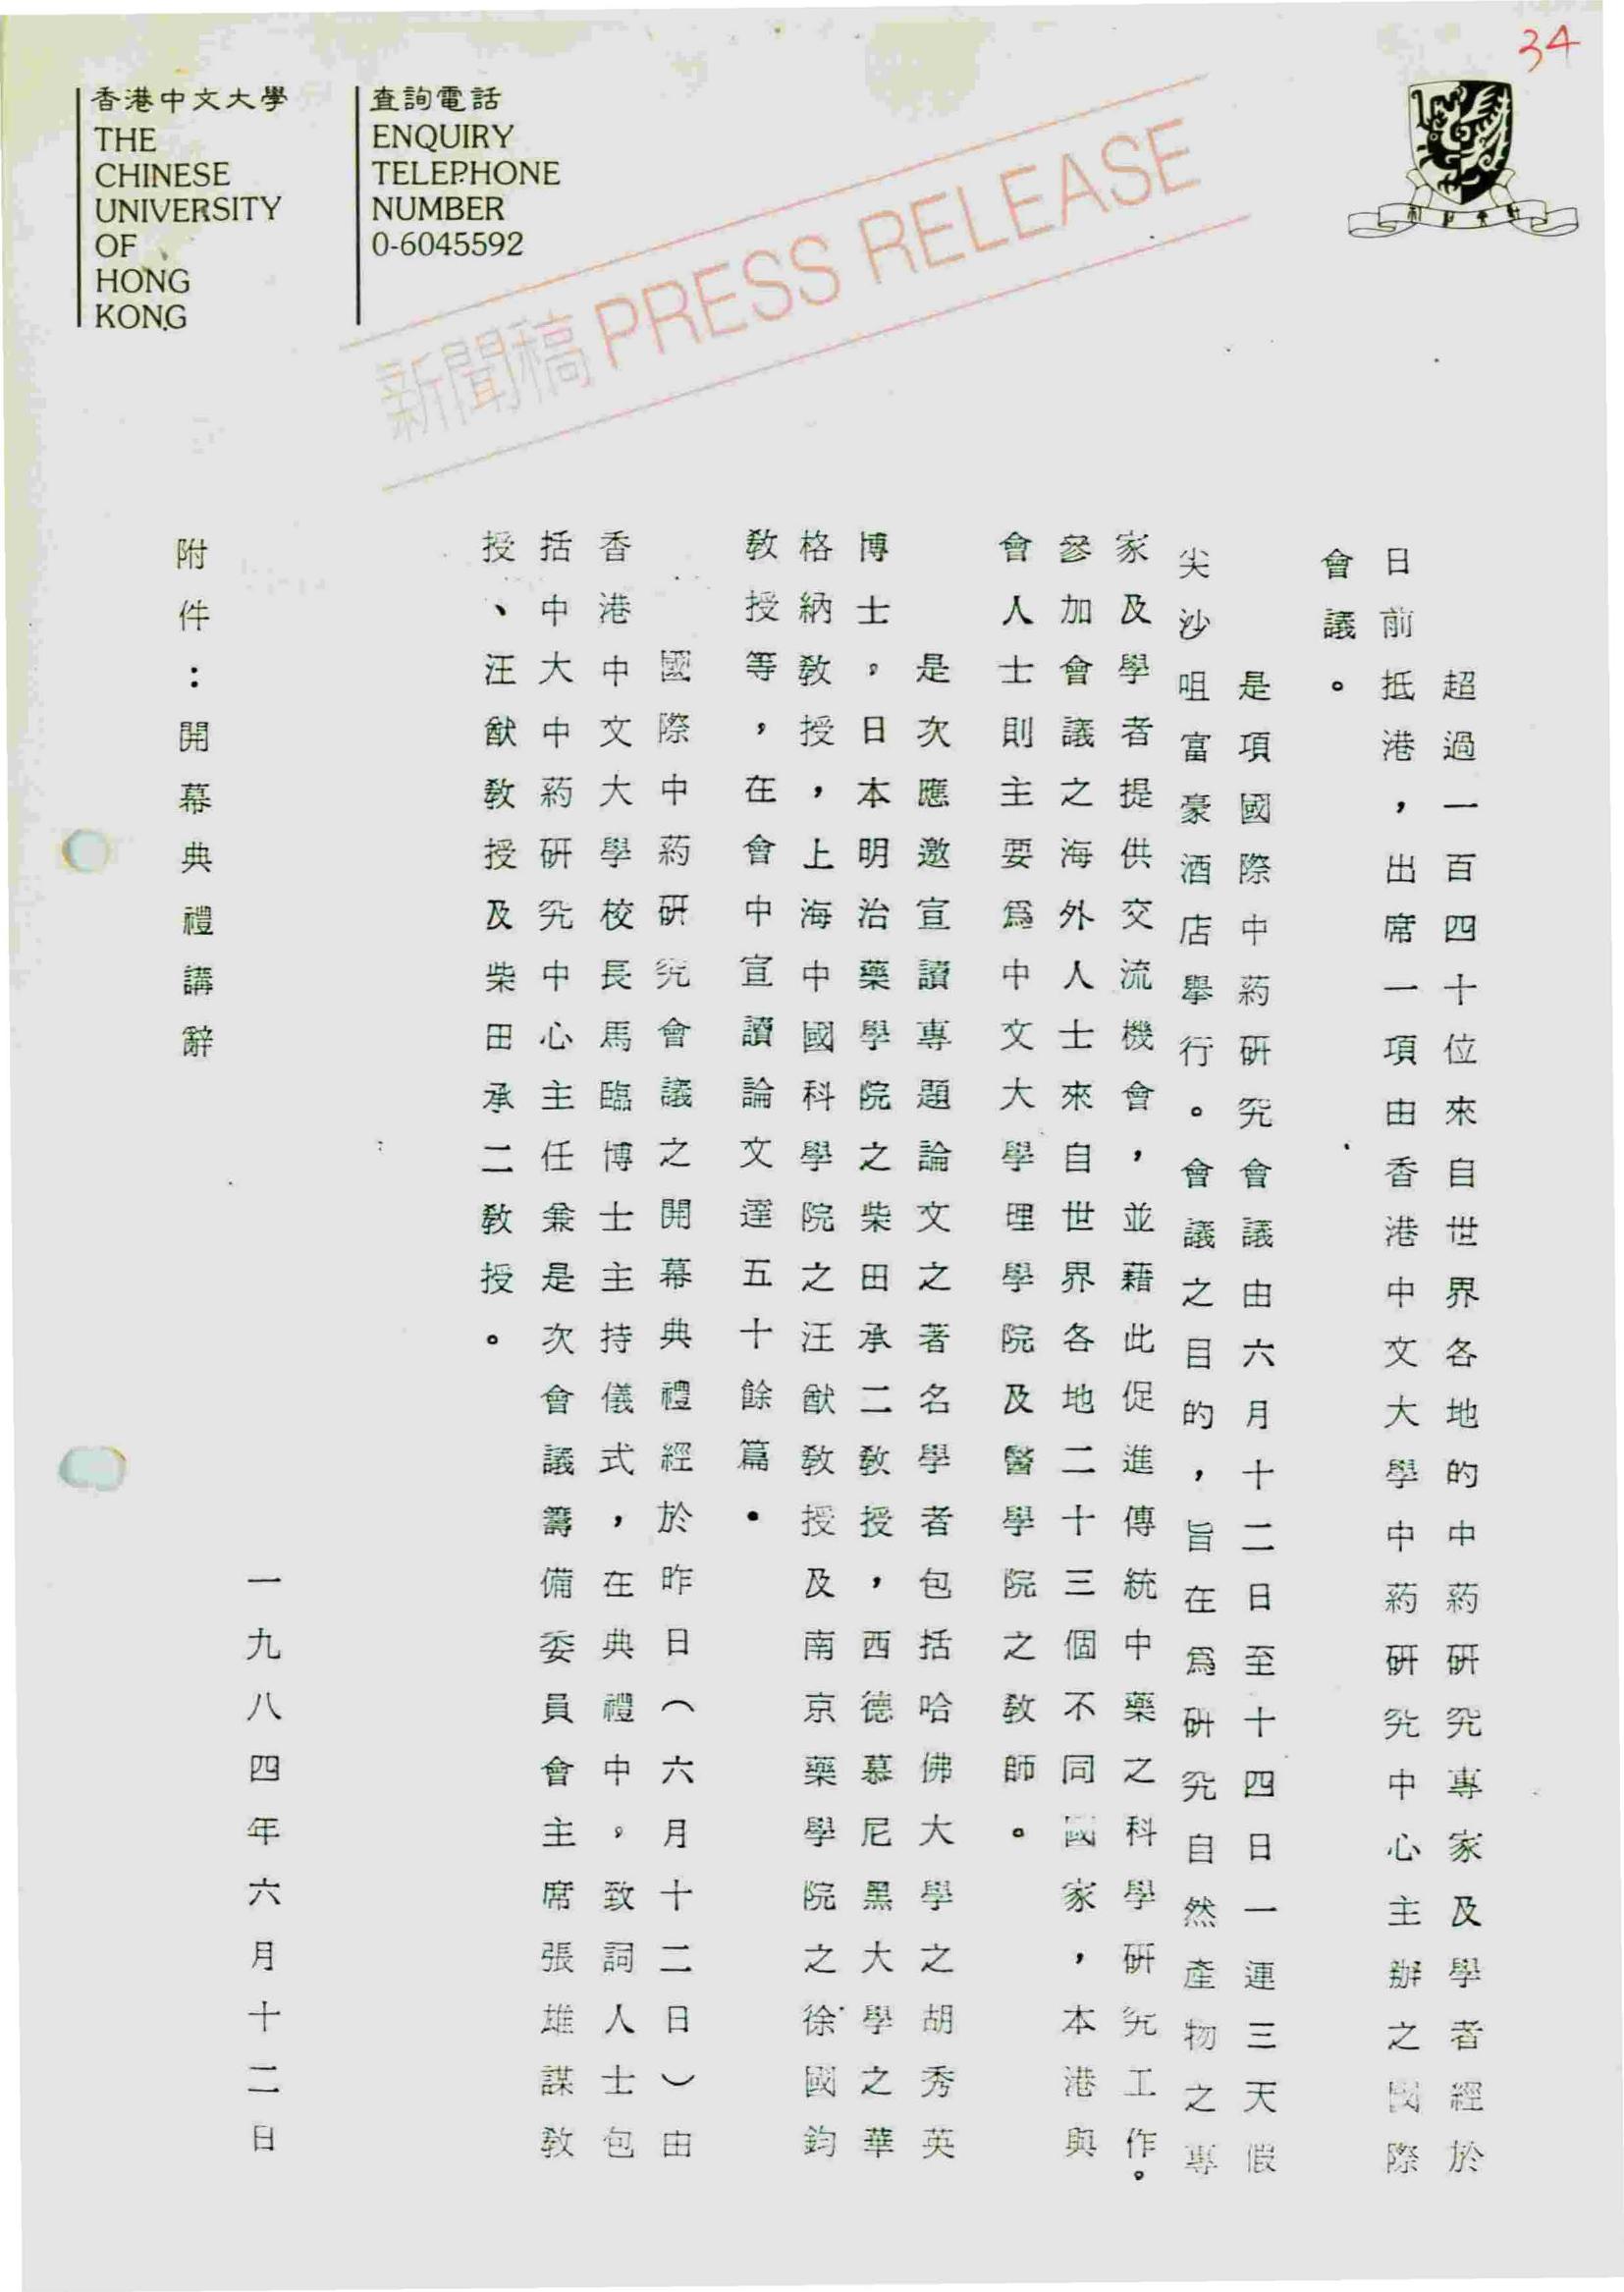 34
香港中文大學
THE
CHINESE
UNIVERSITY
OF
HONG
KONG
查詢電話
ENQUIRY
TELEPHONE
NUMBER
0-6045592
新聞稿 PRESS RELEASE
超過一百四十位來自世界各地的中葯研究專家及學者經於
日前抵港，出席一項由香港中文大學中葯研究中心主辦之國際
會議。
是項國際中葯研究會議由六月十二日至十四日一連三天假
尖沙咀富豪酒店舉行。會議之目的，旨在為研究自然產物之專
家及學者提供交流機會，並藉此促進傳統中藥之科學研究工作。
參加會議之海外人士來自世界各地二十三個不同國家，本港與
會人士則主要為中文大學理學院及醫學院之教師。
是次應邀宣讀專題論文之著名學者包括哈佛大學之胡秀英
博士，日本明治藥學院之柴田承二教授，西德慕尼黑大學之華
格納教授，上海中國科學院之汪猷教授及南京藥學院之徐國鈞
教授等，在會中宣讀論文達五十餘篇．
國際中葯研究會議之開幕典禮經於昨日（六月十二日）由
香港中文大學校長馬臨博士主持儀式，在典禮中，致詞人士包
括中大中葯研究中心主任兼是次會議籌備委員會主席張雄謀教
授、汪猷教授及柴田承二教授。
一九八四年六月十二日
附件：開幕典禮講辭